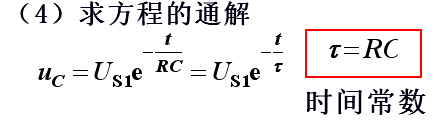 （4）求方程的通解
u_C = U_S1 e^{-t/RC} = U_S1 e^{-t/τ}
τ=RC
时间常数